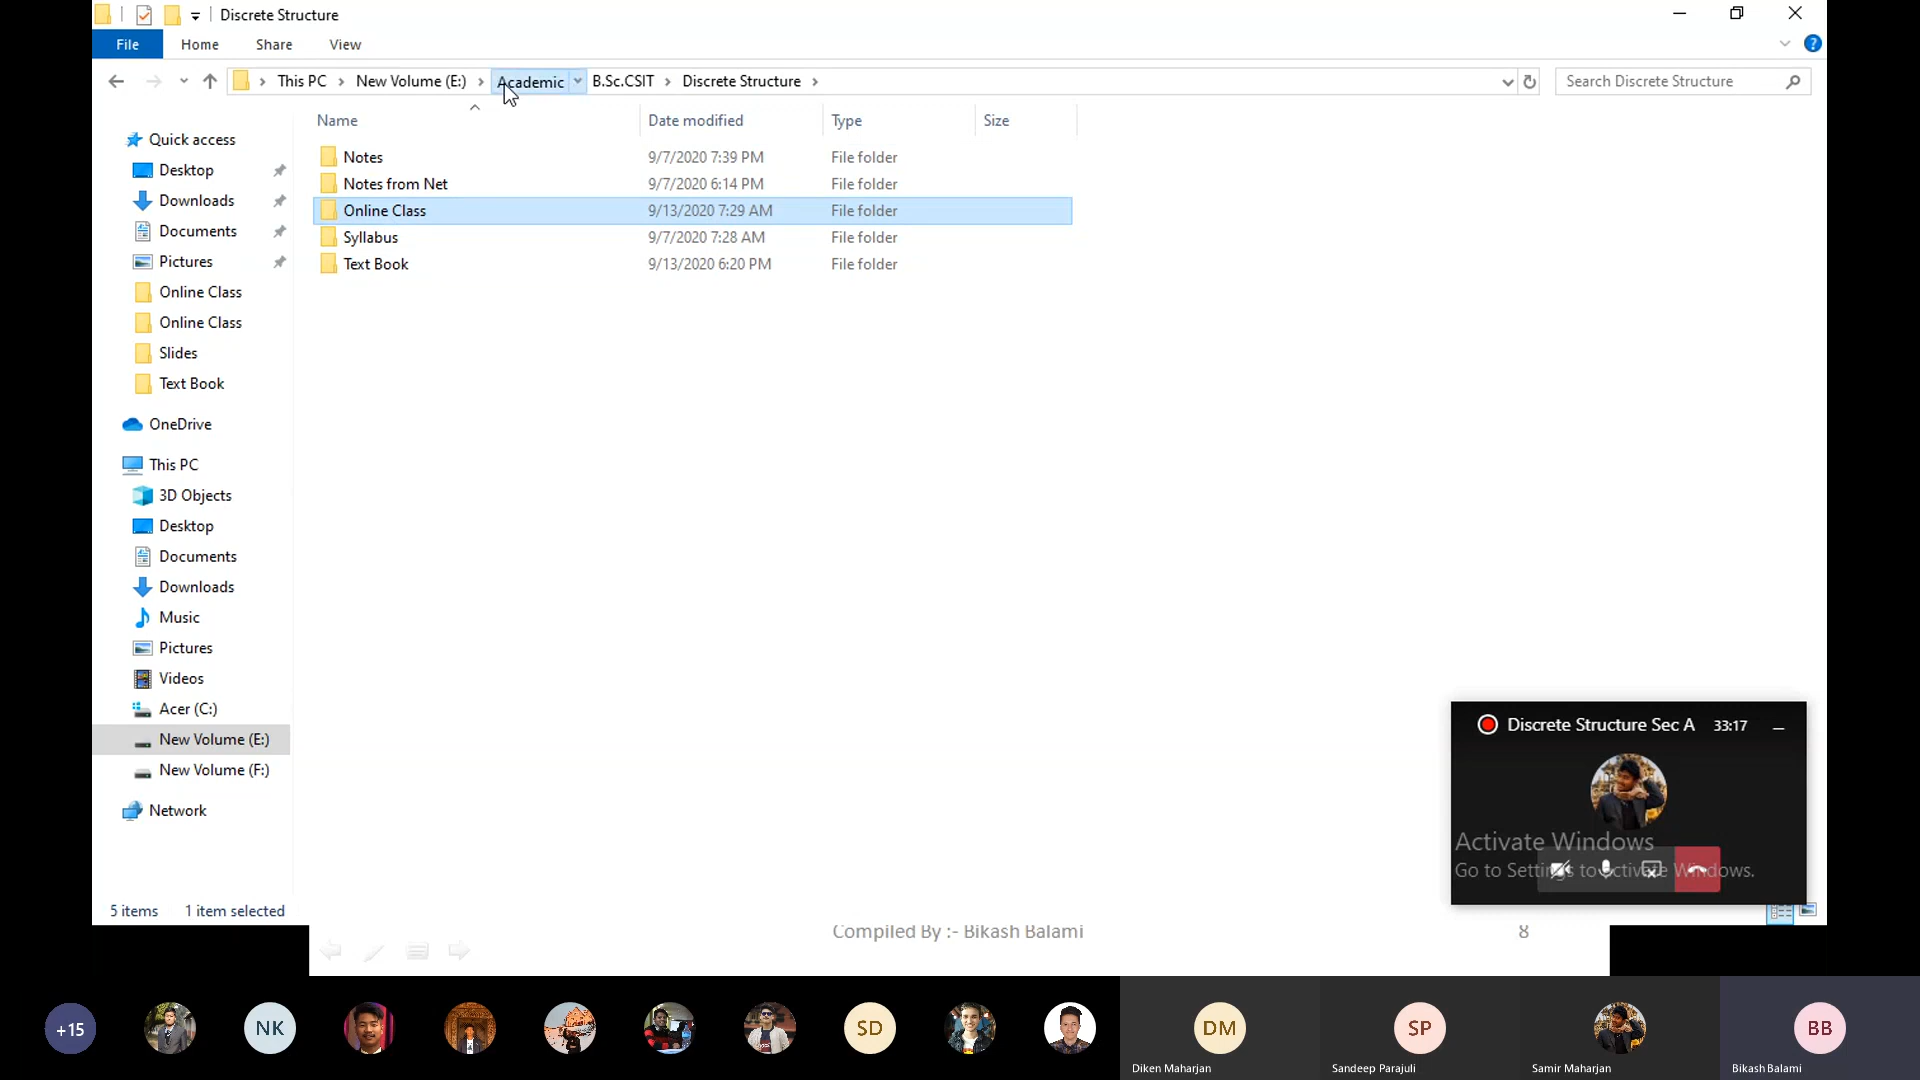 Discrete Structure
File Home Share View
This PC New Volume (E:) Academic B.Sc.CSIT Discrete Structure
Search Discrete Structure
Name Date modified Type Size
Notes 9/7/2020 7:39 PM File folder
Notes from Net 9/7/2020 6:14 PM File folder
Online Class 9/13/2020 7:29 AM File folder
Syllabus 9/7/2020 7:28 AM File folder
Text Book 9/13/2020 6:20 PM File folder
Quick access
Desktop
Downloads
Documents
Pictures
Online Class
Online Class
Slides
Text Book
OneDrive
This PC
3D Objects
Desktop
Documents
Downloads
Music
Pictures
Videos
Acer (C:)
New Volume (E:)
New Volume (F:)
Network
Discrete Structure Sec A 33:17
Activate Windows
Go to Settings to activate Windows.
5 items 1 item selected
Compiled By :- Bikash Balami 8
+15 NK SD DM SP BB
Diken Maharjan Sandeep Parajuli Samir Maharjan Bikash Balami